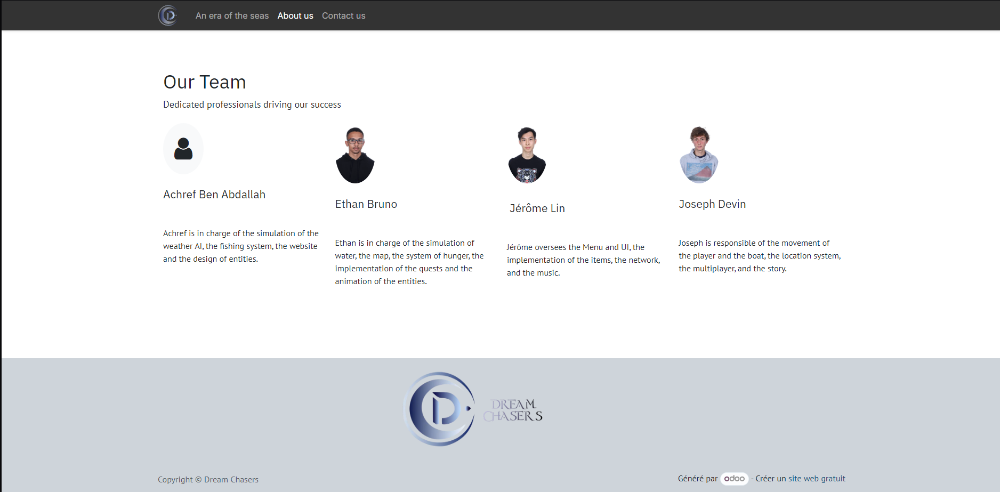 An era of the seas About us Contact us
Our Team
Dedicated professionals driving our success
Achref Ben Abdallah
Achref is in charge of the simulation of the
weather AI, the fishing system, the website
and the design of entities.
Ethan Bruno
Ethan is in charge of the simulation of
water, the map, the system of hunger, the
implementation of the quests and the
animation of the entities.
Jérôme Lin
Jérôme oversees the Menu and UI, the
implementation of the items, the network,
and the music.
Joseph Devin
Joseph is responsible of the movement of
the player and the boat, the location system,
the multiplayer, and the story.
DREAM
CHASERS
Copyright © Dream Chasers
Généré par odoo - Créer un site web gratuit